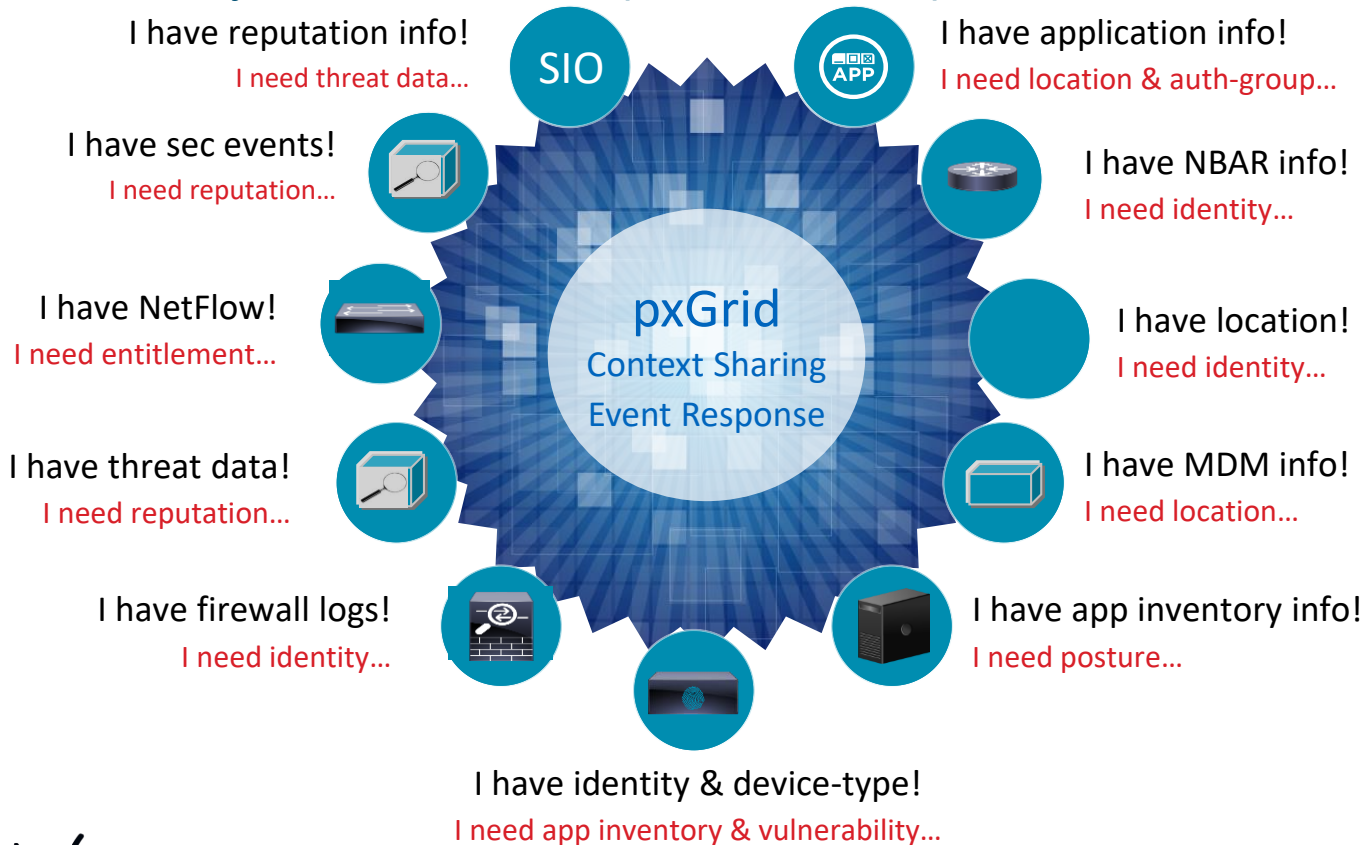 I have reputation info!
I need threat data…
SIO
APP
I have application info!
I need location & auth-group…
I have sec events!
I need reputation…
I have NBAR info!
I need identity…
I have NetFlow!
I need entitlement…
pxGrid
Context Sharing
Event Response
I have location!
I need identity…
I have threat data!
I need reputation…
I have MDM info!
I need location…
I have firewall logs!
I need identity…
I have app inventory info!
I need posture…
I have identity & device-type!
I need app inventory & vulnerability…